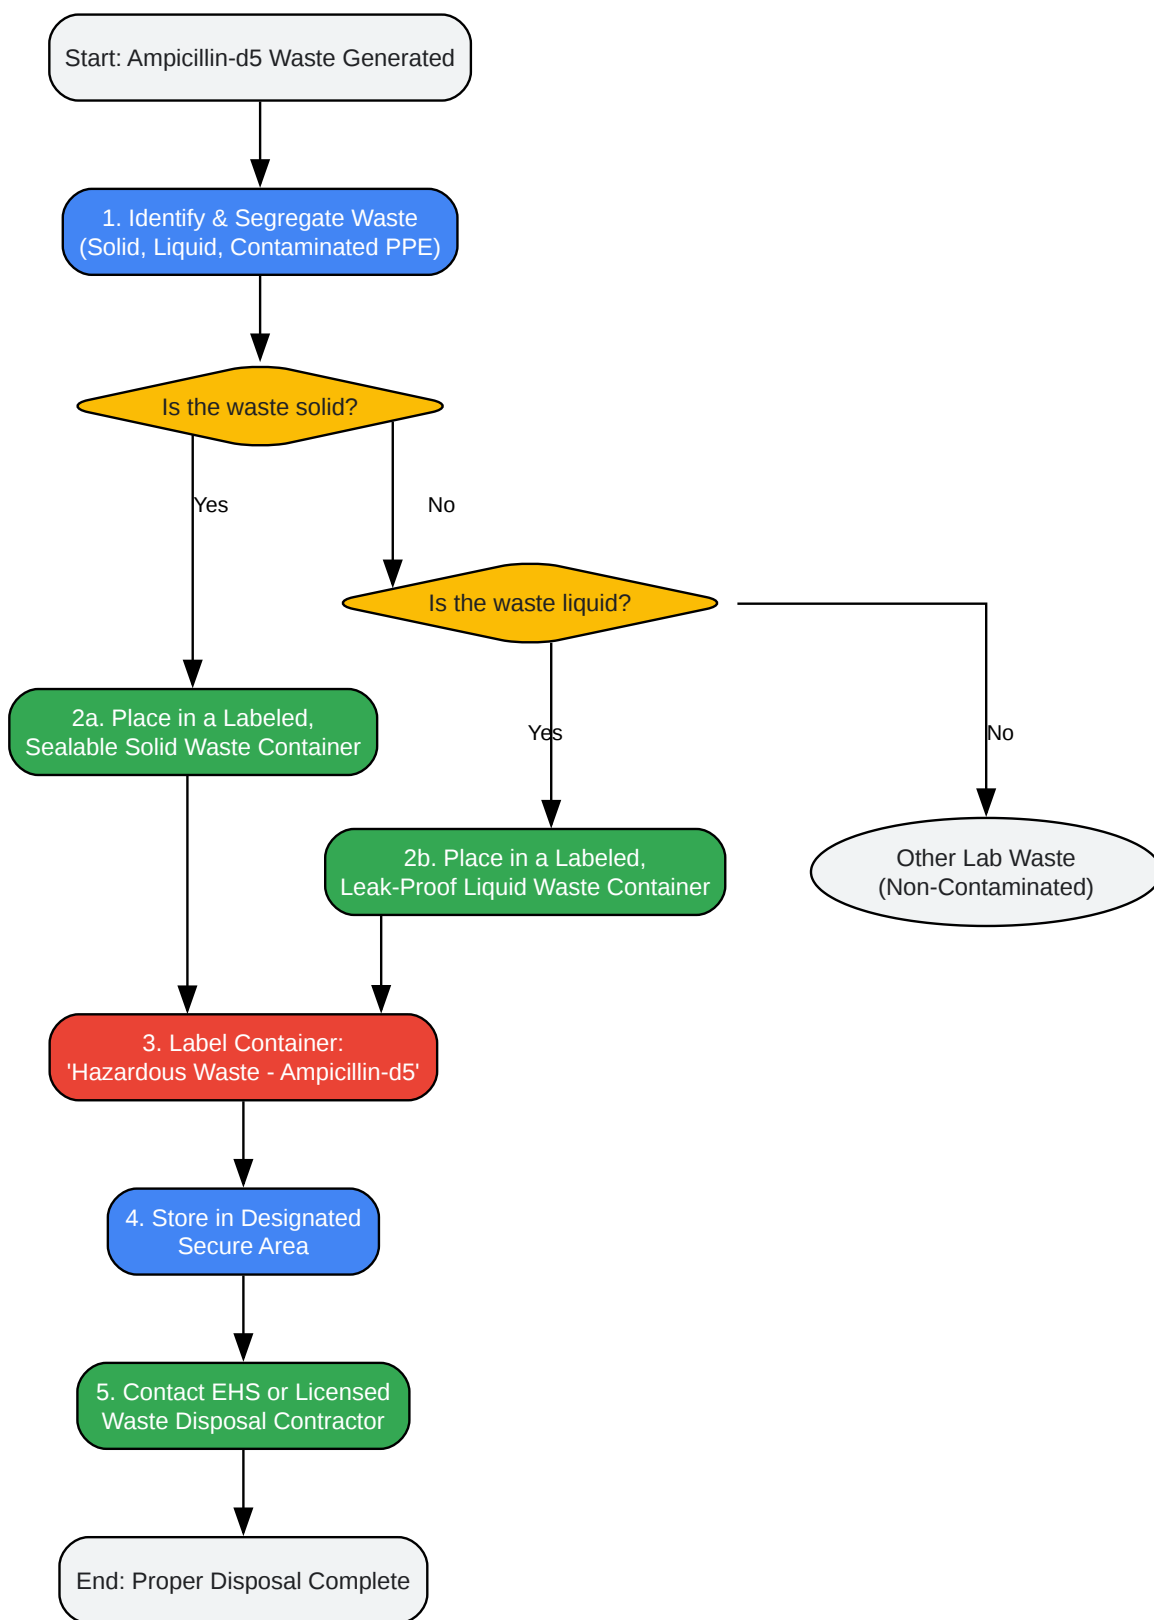 Start: Ampicillin-d5 Waste Generated
1. Identify & Segregate Waste
(Solid, Liquid, Contaminated PPE)
Is the waste solid?
Yes
No
Is the waste liquid?
2a. Place in a Labeled,
Sealable Solid Waste Container
Yes
No
2b. Place in a Labeled,
Leak-Proof Liquid Waste Container
Other Lab Waste
(Non-Contaminated)
3. Label Container:
'Hazardous Waste - Ampicillin-d5'
4. Store in Designated
Secure Area
5. Contact EHS or Licensed
Waste Disposal Contractor
End: Proper Disposal Complete